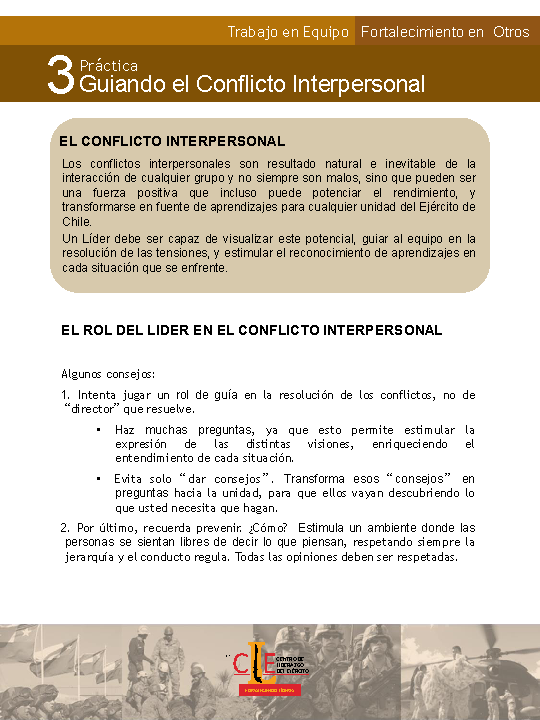 Trabajo en Equipo Fortalecimiento en Otros
3 Práctica
Guiando el Conflicto Interpersonal
EL CONFLICTO INTERPERSONAL
Los conflictos interpersonales son resultado natural e inevitable de la
interacción de cualquier grupo y no siempre son malos, sino que pueden ser
una fuerza positiva que incluso puede potenciar el rendimiento, y
transformarse en fuente de aprendizajes para cualquier unidad del Ejército de
Chile.
Un Líder debe ser capaz de visualizar este potencial, guiar al equipo en la
resolución de las tensiones, y estimular el reconocimiento de aprendizajes en
cada situación que se enfrente.
EL ROL DEL LIDER EN EL CONFLICTO INTERPERSONAL
Algunos consejos:
1. Intenta jugar un rol de guía en la resolución de los conflictos, no de
“director” que resuelve.
• Haz muchas preguntas, ya que esto permite estimular la
expresión de las distintas visiones, enriqueciendo el
entendimiento de cada situación.
• Evita solo “dar consejos”. Transforma esos “consejos” en
preguntas hacia la unidad, para que ellos vayan descubriendo lo
que usted necesita que hagan.
2. Por último, recuerda prevenir. ¿Cómo? Estimula un ambiente donde las
personas se sientan libres de decir lo que piensan, respetando siempre la
jerarquía y el conducto regula. Todas las opiniones deben ser respetadas.
CLE
CENTRO DE
LIDERAZGO
DEL EJÉRCITO